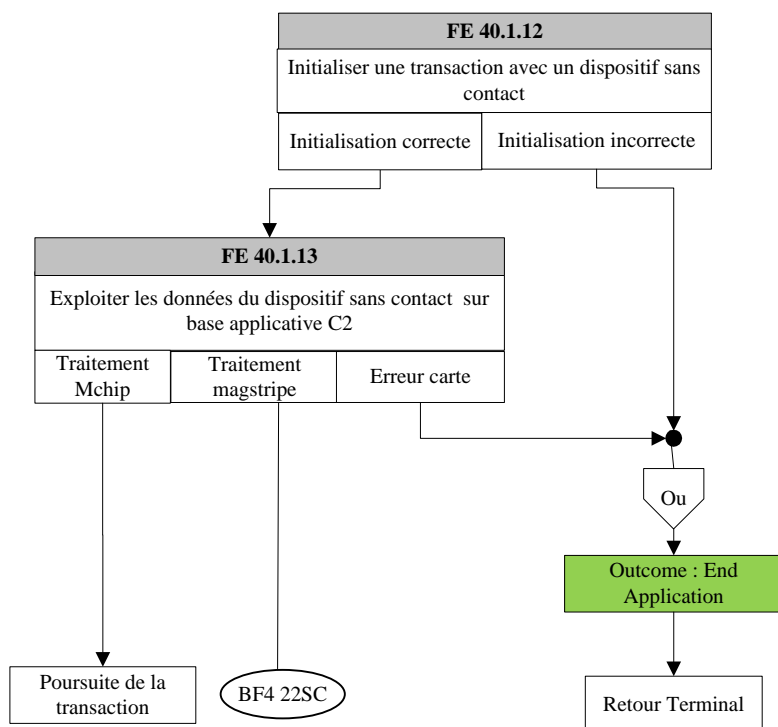 FE 40.1.12
Initialiser une transaction avec un dispositif sans
contact
Initialisation correcte
Initialisation incorrecte
FE 40.1.13
Exploiter les données du dispositif sans contact sur
base applicative C2
Traitement
Mchip
Traitement
magstripe
Erreur carte
Ou
Outcome : End
Application
Poursuite de la
transaction
BF4 22SC
Retour Terminal